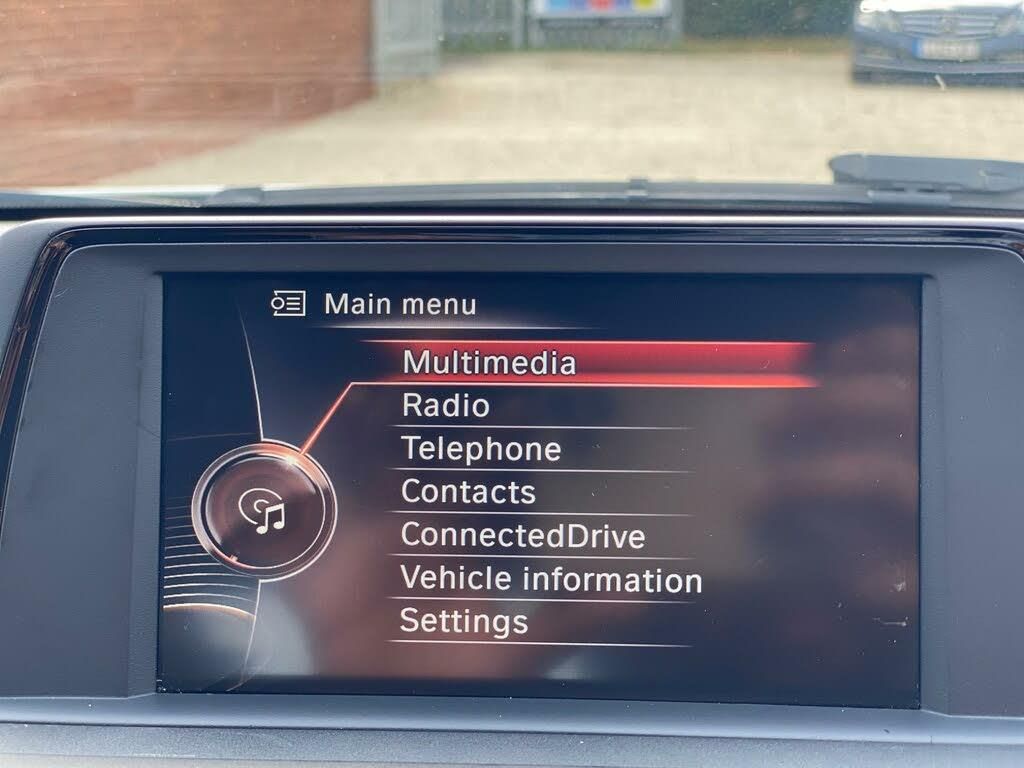 Main menu
Multimedia
Radio
Telephone
Contacts
ConnectedDrive
Vehicle information
Settings